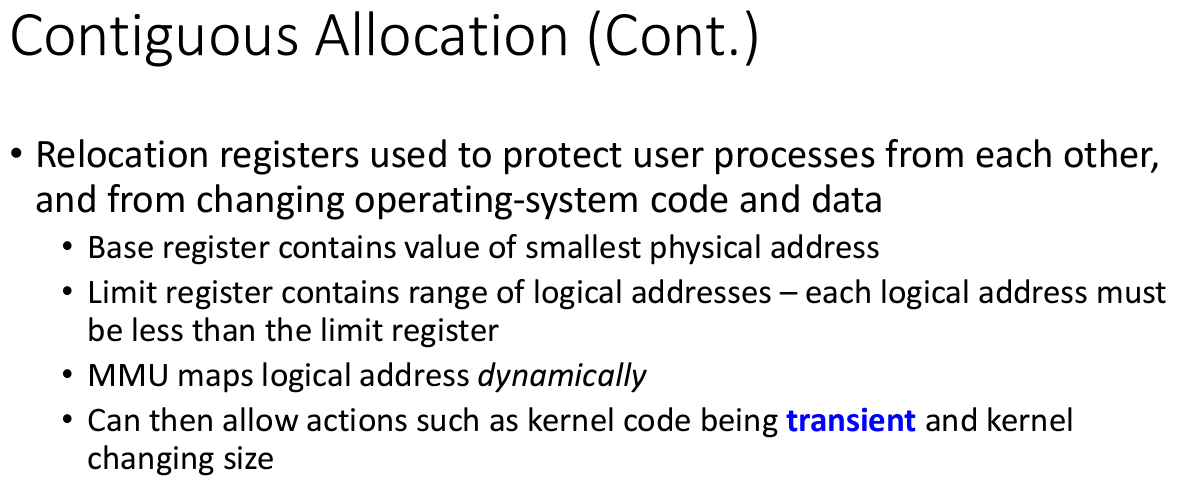 Contiguous Allocation (Cont.)
• Relocation registers used to protect user processes from each other,
and from changing operating-system code and data
• Base register contains value of smallest physical address
• Limit register contains range of logical addresses – each logical address must
be less than the limit register
• MMU maps logical address dynamically
• Can then allow actions such as kernel code being transient and kernel
changing size